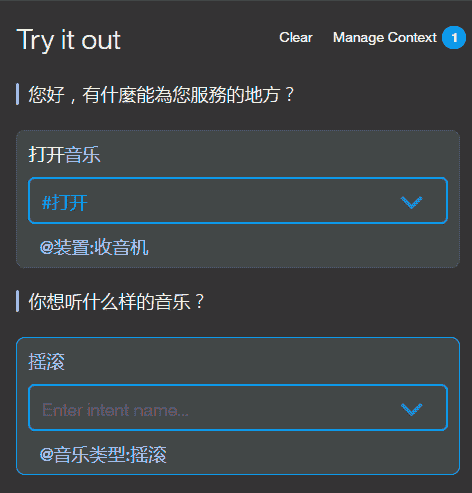 Try it out
Clear
Manage Context 1
您好，有什麼能為您服務的地方？
打开音乐
#打开
@装置:收音机
你想听什么样的音乐？
摇滚
Enter intent name...
@音乐类型:摇滚